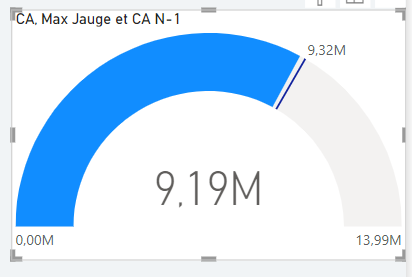 CA, Max Jauge et CA N-1
9,32M
9,19M
0,00M
13,99M